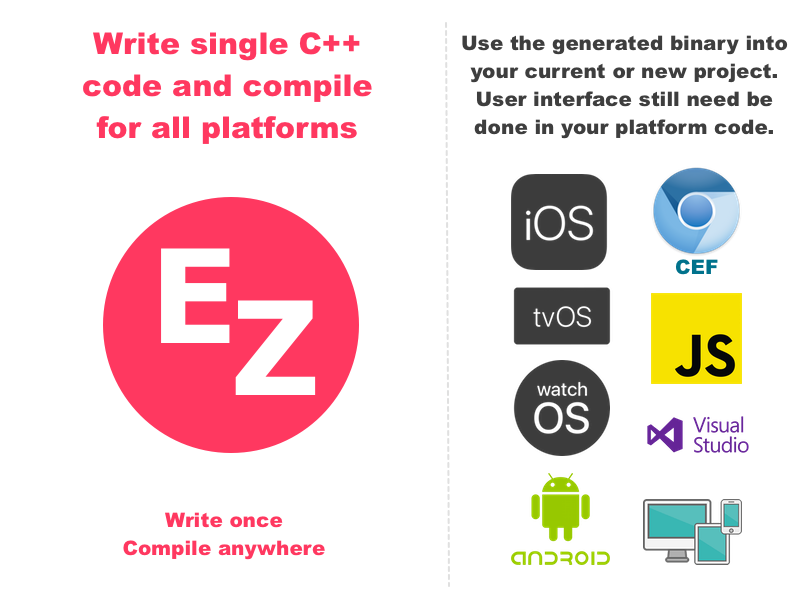 Write single C++
code and compile
for all platforms
EZ
Write once
Compile anywhere
Use the generated binary into
your current or new project.
User interface still need be
done in your platform code.
iOS
CEF
tvOS
JS
watch
OS
Visual
Studio
ANDROID